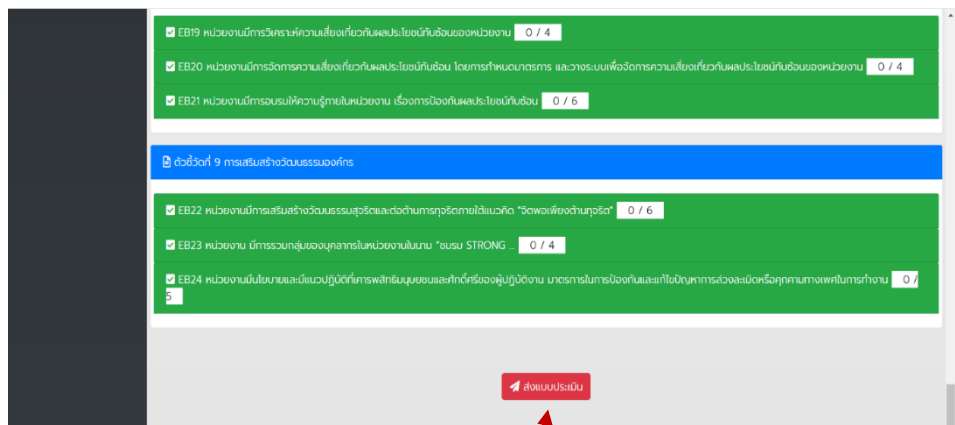 EB19 หน่วยงานมีการวิเคราะห์ความเสี่ยงเกี่ยวกับผลประโยชน์ทับซ้อนของหน่วยงาน 0 / 4
EB20 หน่วยงานมีการจัดการความเสี่ยงเกี่ยวกับผลประโยชน์ทับซ้อน โดยการกำหนดมาตรการ และวางระบบเพื่อจัดการความเสี่ยงเกี่ยวกับผลประโยชน์ทับซ้อนของหน่วยงาน 0 / 4
EB21 หน่วยงานมีการอบรมให้ความรู้ภายในหน่วยงาน เรื่องการป้องกันผลประโยชน์ทับซ้อน 0 / 6
ตัวชี้วัดที่ 9 การเสริมสร้างวัฒนธรรมองค์กร
EB22 หน่วยงานมีการเสริมสร้างวัฒนธรรมสุจริตและต่อต้านการทุจริตภายใต้แนวคิด "จิตพอเพียงต้านทุจริต" 0 / 6
EB23 หน่วยงาน มีการรวมกลุ่มของบุคลากรในหน่วยงานในนาม "ชมรม STRONG ... 0 / 4
EB24 หน่วยงานมีนโยบายและมีแนวปฏิบัติที่เคารพสิทธิมนุษยชนและศักดิ์ศรีของผู้ปฏิบัติงาน มาตรการในการป้องกันและแก้ไขปัญหาการล่วงละเมิดหรือคุกคามทางเพศในการทำงาน 0 /
5
ส่งแบบประเมิน